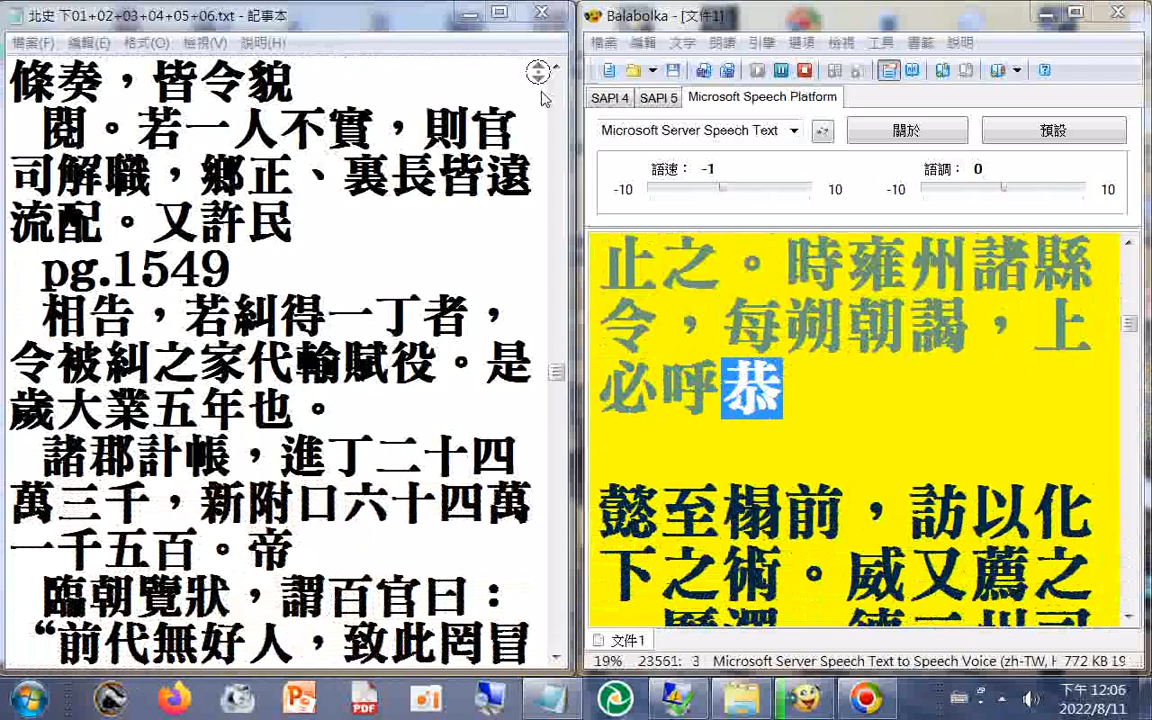 北史 下01+02+03+04+05+06.txt - 記事本
檔案(F) 編輯(E) 格式(O) 檢視(V) 說明(H)
條奏，皆令貌
閱。若一人不實，則官
司解職，鄉正、裏長皆遠
流配。又許民
pg.1549
相告，若糾得一丁者，
令被糾之家代輸賦役。是
歲大業五年也。
諸郡計帳，進丁二十四
萬三千，新附口六十四萬
一千五百。帝
臨朝覽狀，謂百官曰：
“前代無好人，致此罔冒
Balabolka - [文件1]
檔案 編輯 文字 朗讀 引擎 選項 檢視 工具 書籤 說明
SAPI 4 SAPI 5 Microsoft Speech Platform
Microsoft Server Speech Text
關於
預設
語速： -1
-10 10
語調： 0
-10 10
止之。時雍州諸縣
令，每朔朝謁，上
必呼恭
懿至榻前，訪以化
下之術。威又薦之
文件1
19% 23561: 3 Microsoft Server Speech Text to Speech Voice (zh-TW, H 772 KB 19
下午 12:06
2022/8/11